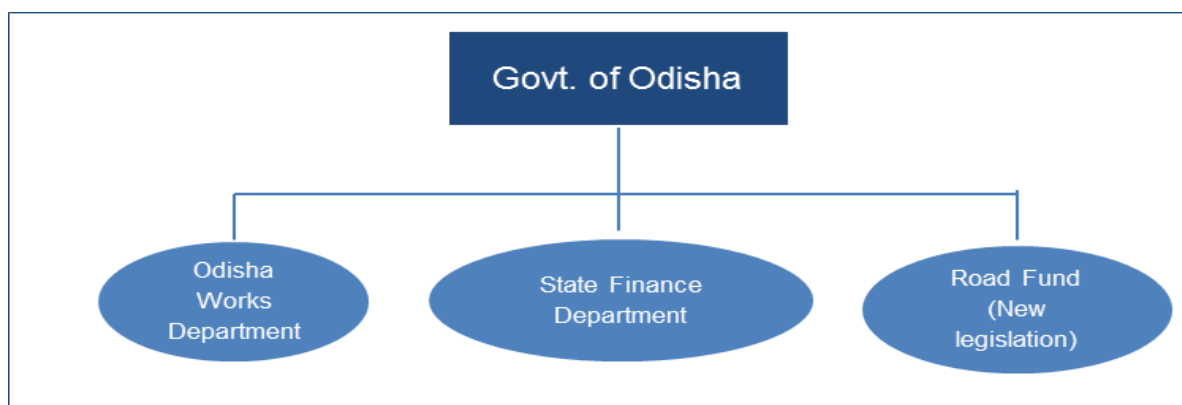 Govt. of Odisha
Odisha
Works
Department
State Finance
Department
Road Fund
(New
legislation)